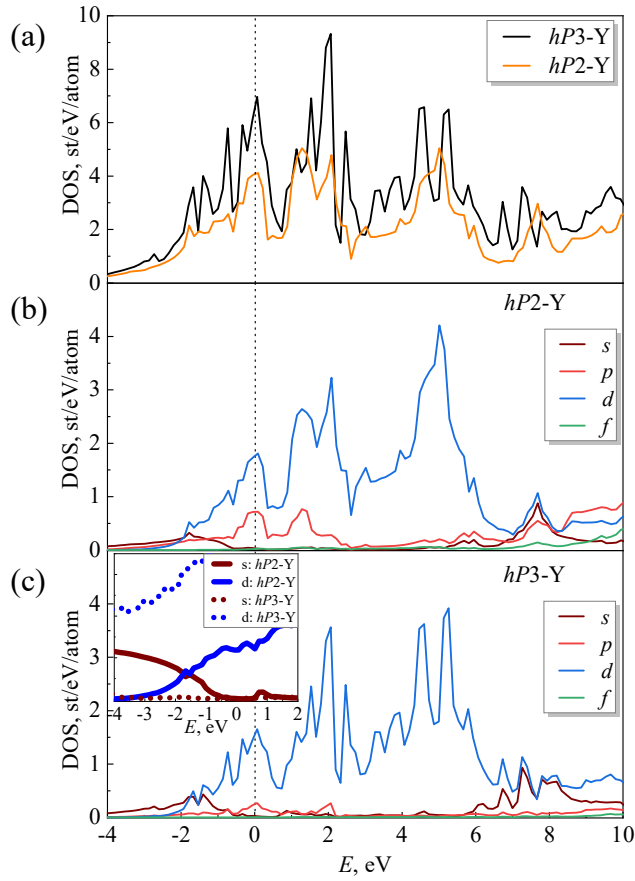 (a)
10
8
6
4
2
0
DOS, st/eV/atom
hP3-Y
hP2-Y
(b)
hP2-Y
4
3
2
1
0
DOS, st/eV/atom
s
p
d
f
(c)
hP3-Y
4
3
2
1
0
DOS, st/eV/atom
s: hP2-Y
d: hP2-Y
s: hP3-Y
d: hP3-Y
-4 -3 -2 -1 0 1 2
E, eV
s
p
d
f
-4 -2 0 2 4 6 8 10
E, eV